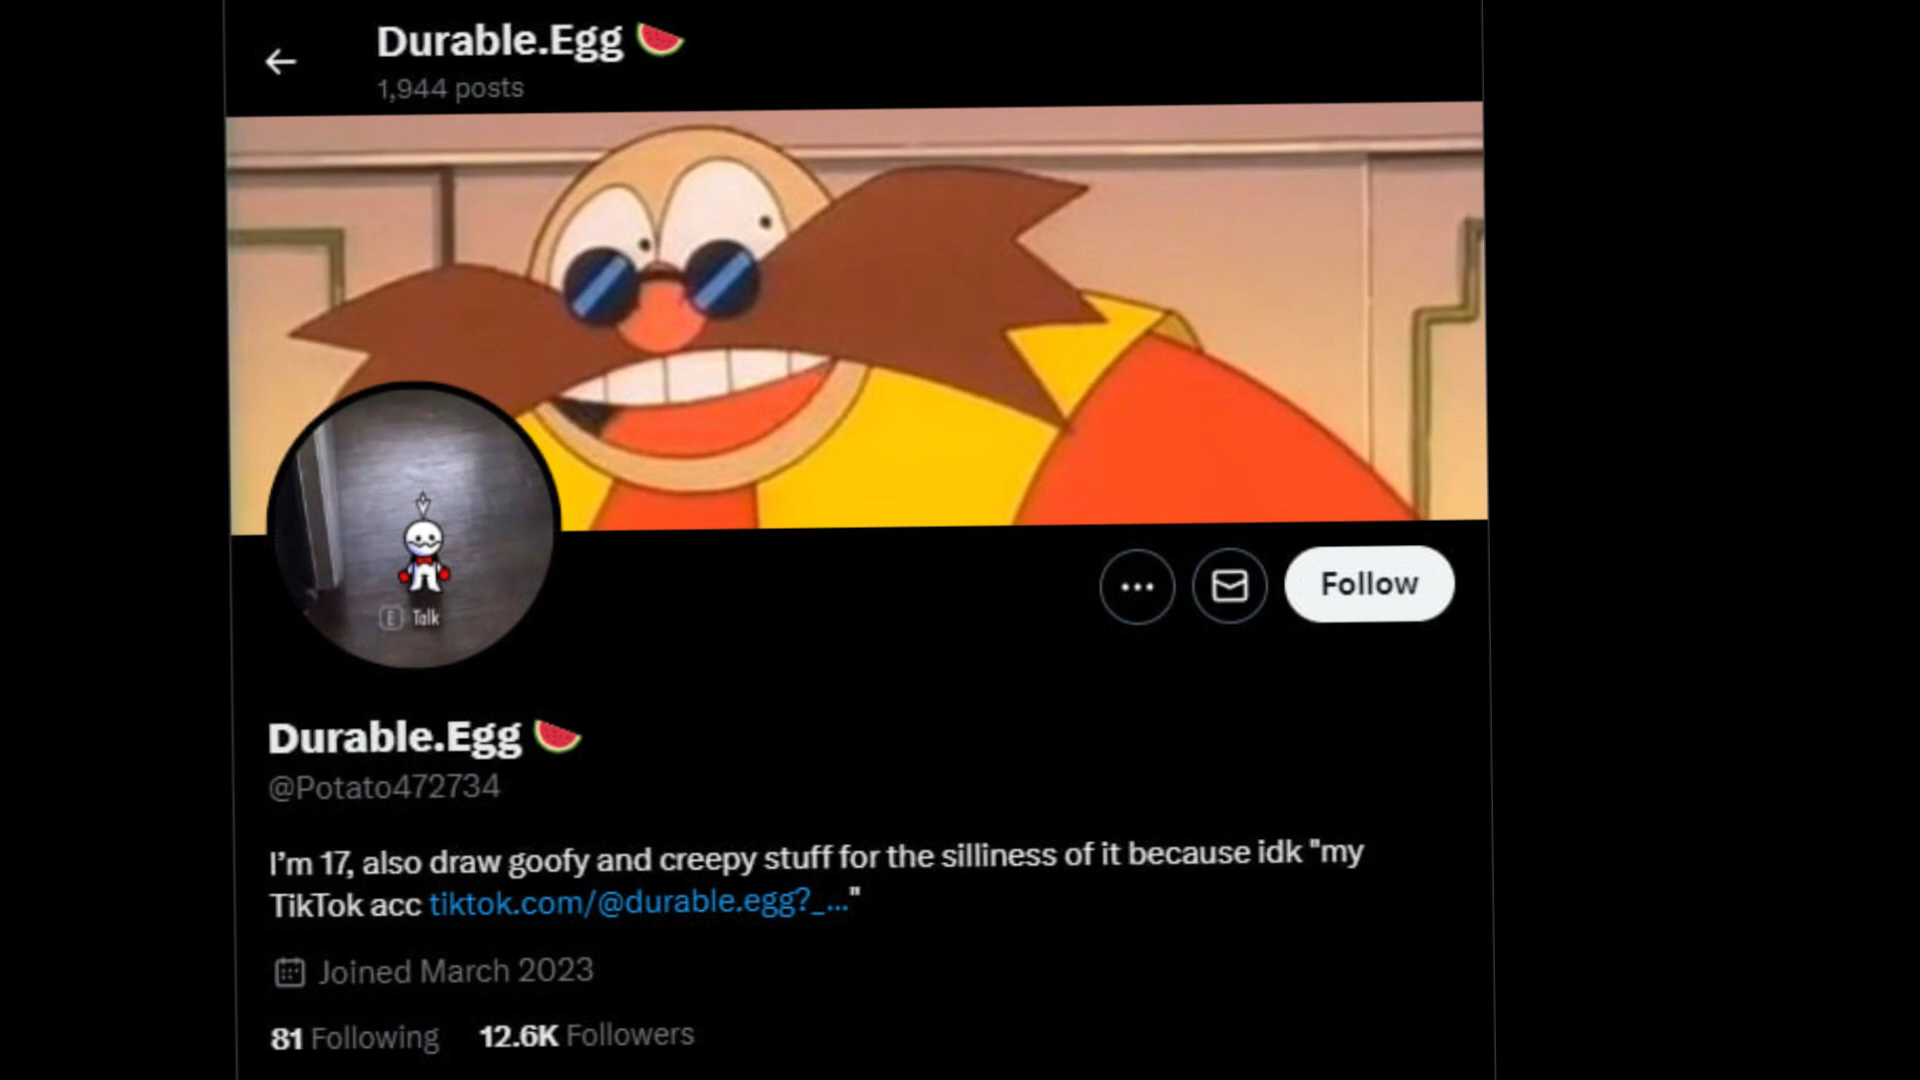 Durable.Egg 🍉
1,944 posts
E Talk
Follow
Durable.Egg 🍉
@Potato472734
I'm 17, also draw goofy and creepy stuff for the silliness of it because idk "my
TikTok acc tiktok.com/@durable.egg?_..."
Joined March 2023
81 Following 12.6K Followers